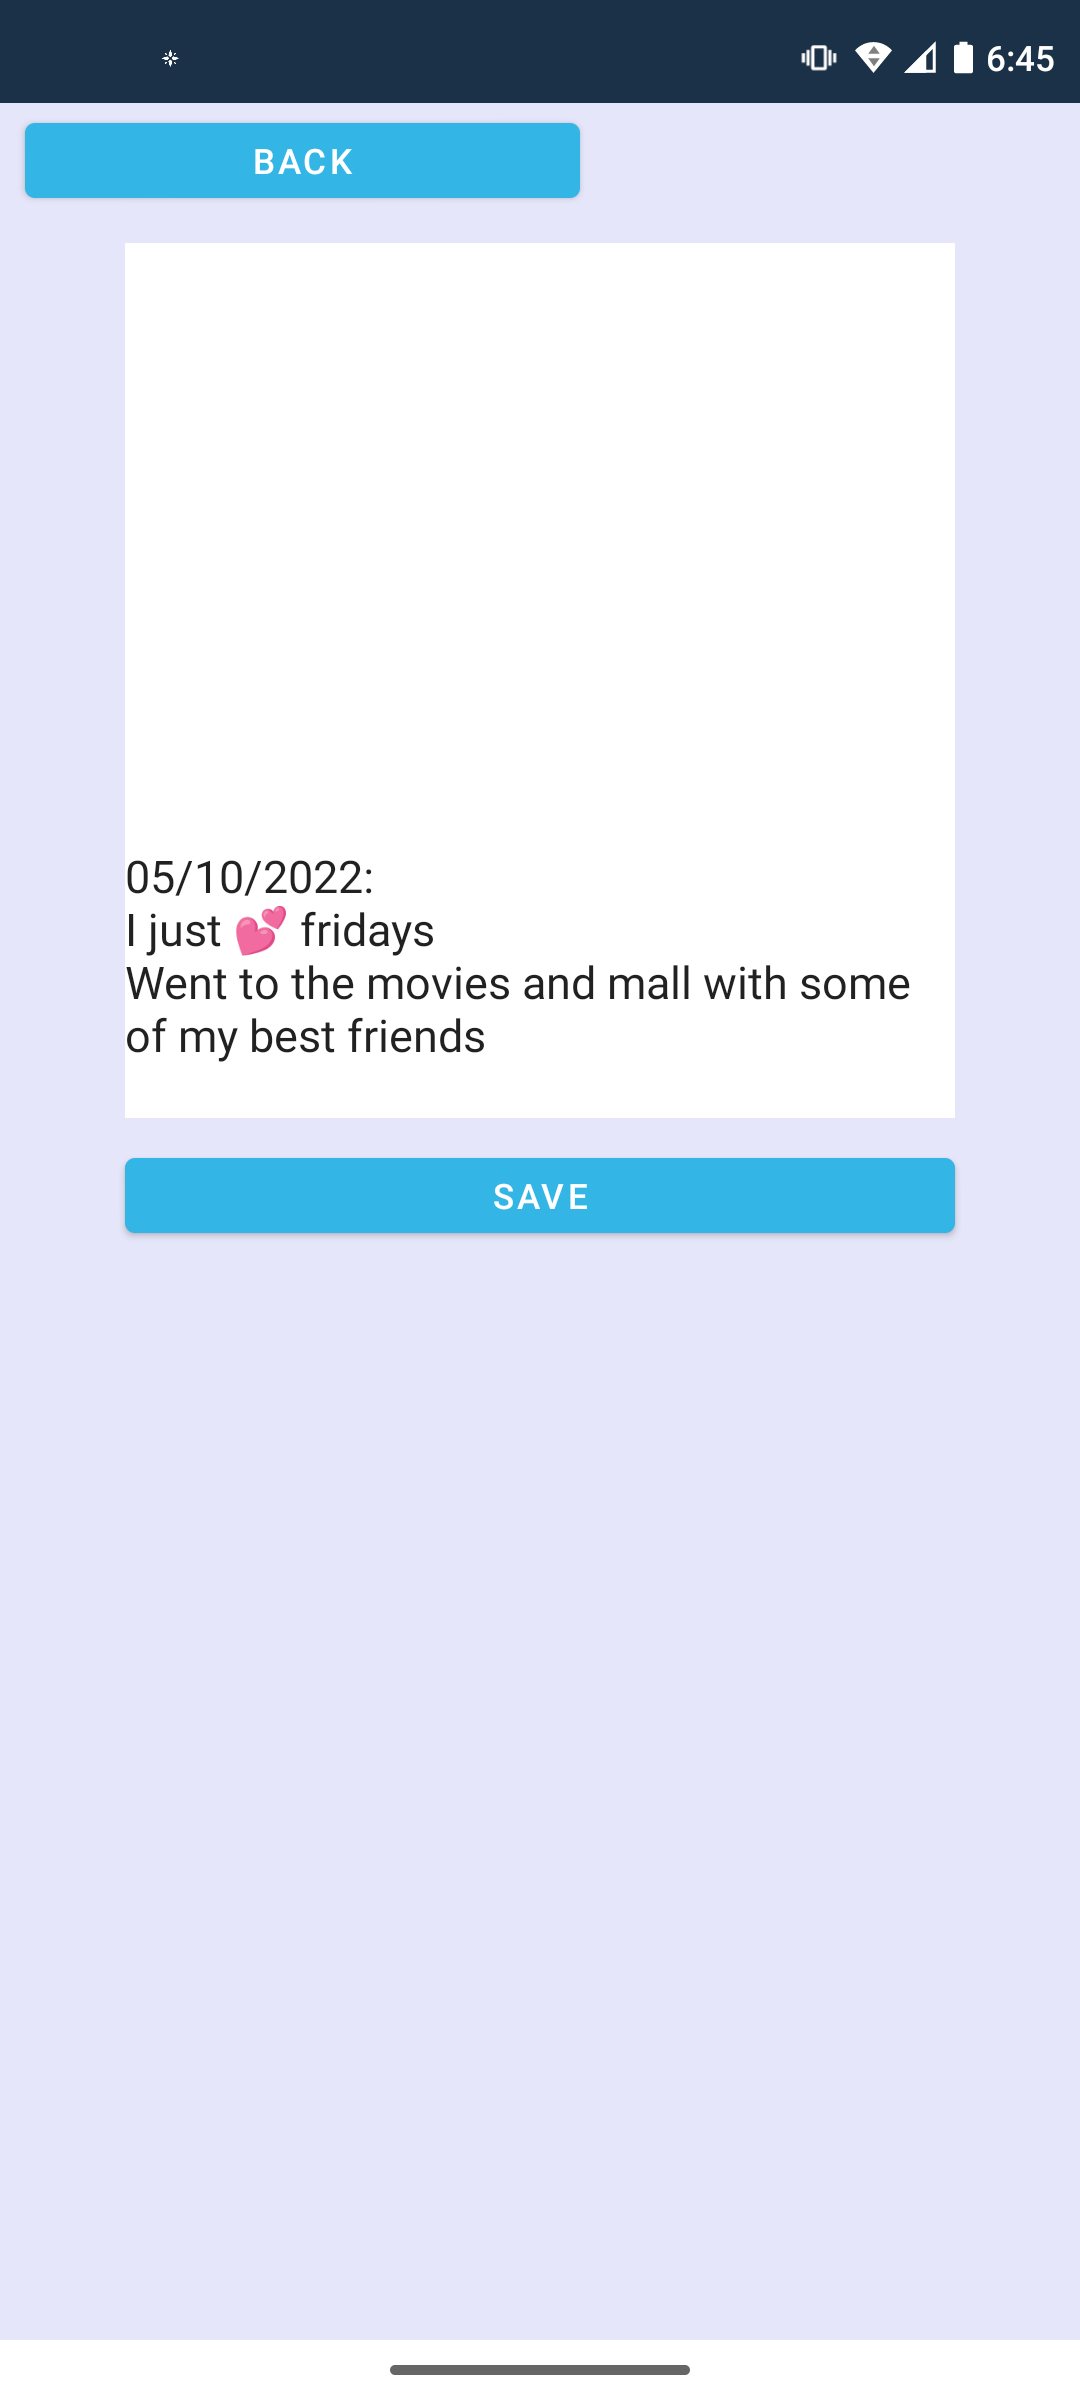 6:45
BACK
05/10/2022:
I just 💕 fridays
Went to the movies and mall with some
of my best friends
SAVE